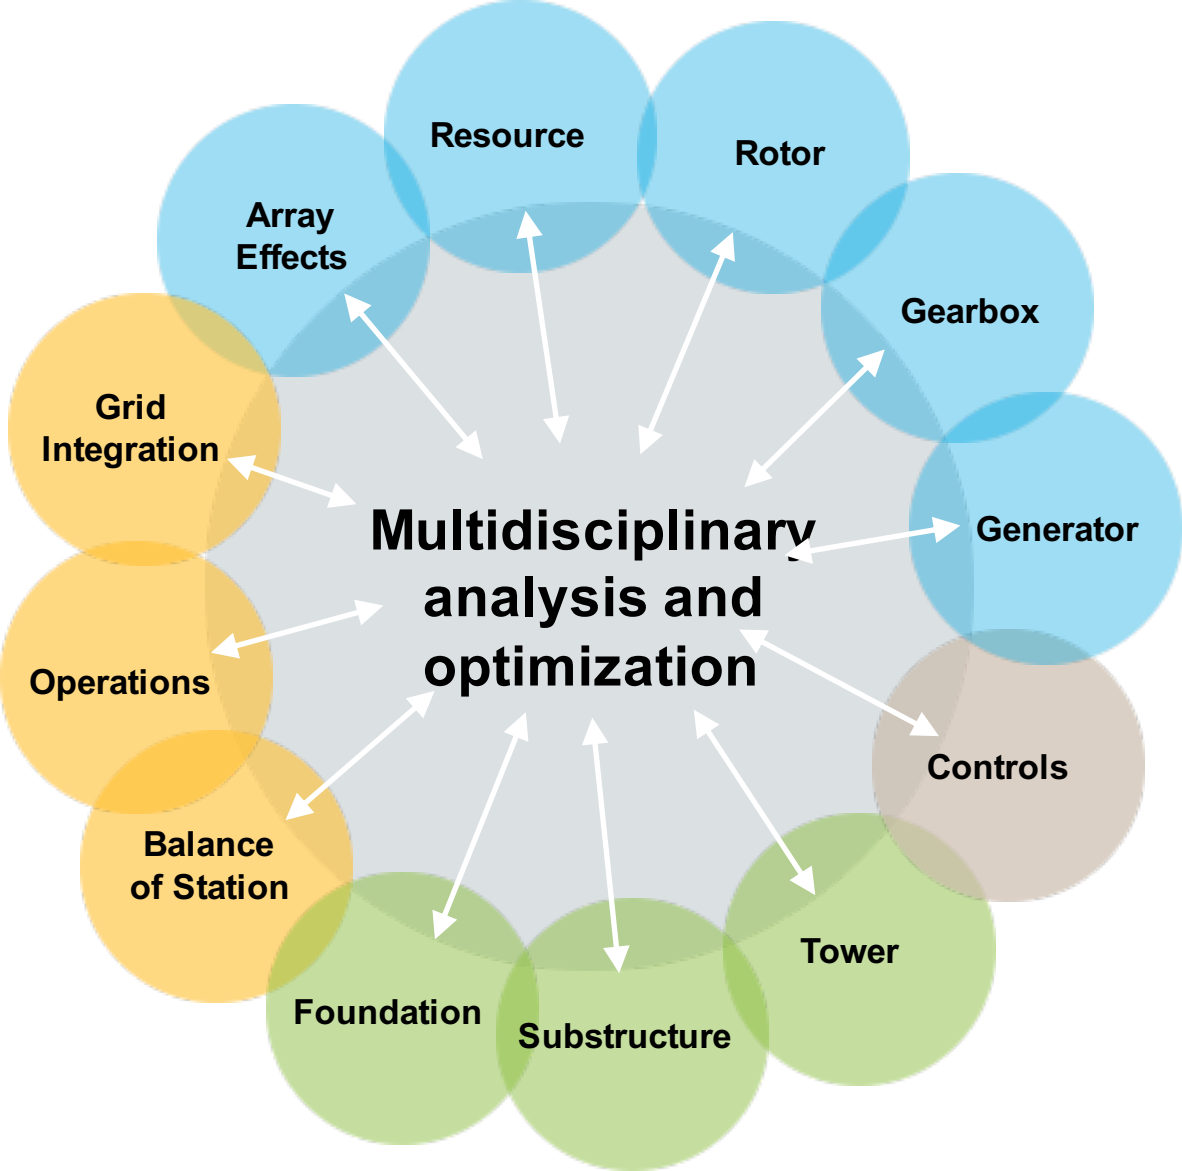 Resource
Rotor
Array
Effects
Gearbox
Grid
Integration
Generator
Multidisciplinary
analysis and
optimization
Operations
Controls
Balance
of Station
Tower
Foundation
Substructure